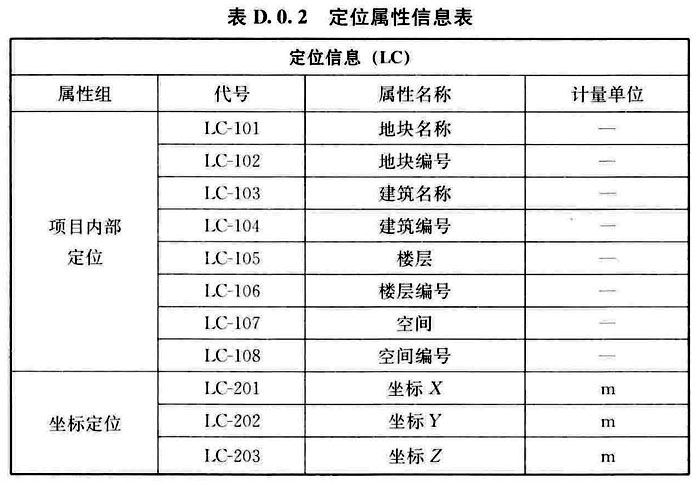 表 D. 0. 2 定位属性信息表
定位信息（LC）
属性组 代号 属性名称 计量单位
项目内部
定位
LC-101 地块名称 —
LC-102 地块编号 —
LC-103 建筑名称 —
LC-104 建筑编号 —
LC-105 楼层 —
LC-106 楼层编号 —
LC-107 空间 —
LC-108 空间编号 —
坐标定位
LC-201 坐标 X m
LC-202 坐标 Y m
LC-203 坐标 Z m